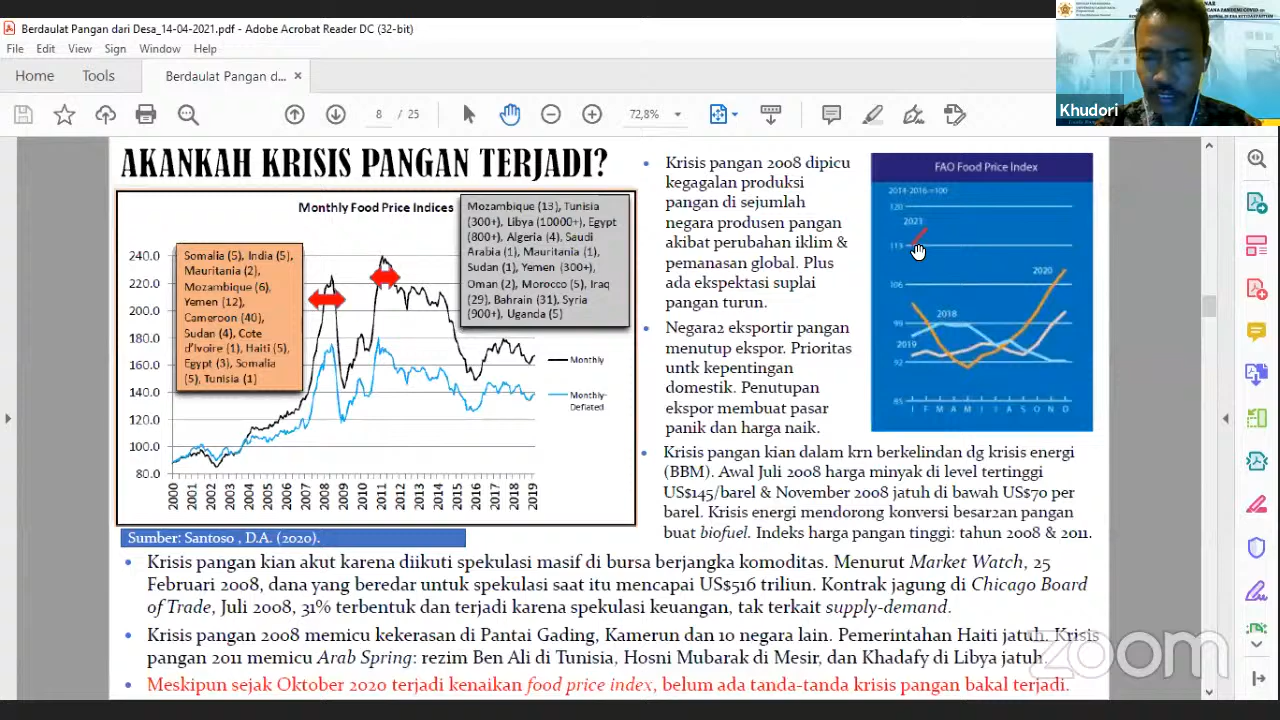 Berdaulat Pangan dari Desa_14-04-2021.pdf - Adobe Acrobat Reader DC (32-bit)
File Edit View Sign Window Help
Home Tools Berdaulat Pangan d... ×
8 / 25 72,8%
Khudori
AKANKAH KRISIS PANGAN TERJADI?
Monthly Food Price Indices
Somalia (5), India (5),
Mauritania (2),
Mozambique (6),
Yemen (12),
Cameroon (40),
Sudan (4), Cote
d'Ivoire (1), Haiti (5),
Egypt (3), Somalia
(5), Tunisia (1)
Mozambique (13), Tunisia
(300+), Libya (10000+), Egypt
(800+), Algeria (4), Saudi
Arabia (1), Mauritania (1),
Sudan (1), Yemen (300+),
Oman (2), Morocco (5), Iraq
(29), Bahrain (31), Syria
(900+), Uganda (5)
240.0
220.0
200.0
180.0
160.0
140.0
120.0
100.0
80.0
2000 2001 2002 2003 2004 2005 2006 2007 2008 2009 2010 2011 2012 2013 2014 2015 2016 2017 2018 2019
Monthly
Monthly-
Deflated
Sumber: Santoso , D.A. (2020).
• Krisis pangan 2008 dipicu
kegagalan produksi
pangan di sejumlah
negara produsen pangan
akibat perubahan iklim &
pemanasan global. Plus
ada ekspektasi suplai
pangan turun.
• Negara2 eksportir pangan
menutup ekspor. Prioritas
untk kepentingan
domestik. Penutupan
ekspor membuat pasar
panik dan harga naik.
FAO Food Price Index
2014-2016=100
120
2021
113
2020
106
2018
99
2019
92
85
J F M A M J J A S O N D
• Krisis pangan kian dalam krn berkelindan dg krisis energi
(BBM). Awal Juli 2008 harga minyak di level tertinggi
US$145/barel & November 2008 jatuh di bawah US$70 per
barel. Krisis energi mendorong konversi besar2an pangan
buat biofuel. Indeks harga pangan tinggi: tahun 2008 & 2011.
• Krisis pangan kian akut karena diikuti spekulasi masif di bursa berjangka komoditas. Menurut Market Watch, 25
Februari 2008, dana yang beredar untuk spekulasi saat itu mencapai US$516 triliun. Kontrak jagung di Chicago Board
of Trade, Juli 2008, 31% terbentuk dan terjadi karena spekulasi keuangan, tak terkait supply-demand.
• Krisis pangan 2008 memicu kekerasan di Pantai Gading, Kamerun dan 10 negara lain. Pemerintahan Haiti jatuh. Krisis
pangan 2011 memicu Arab Spring: rezim Ben Ali di Tunisia, Hosni Mubarak di Mesir, dan Khadafy di Libya jatuh.
• Meskipun sejak Oktober 2020 terjadi kenaikan food price index, belum ada tanda-tanda krisis pangan bakal terjadi.
zoom